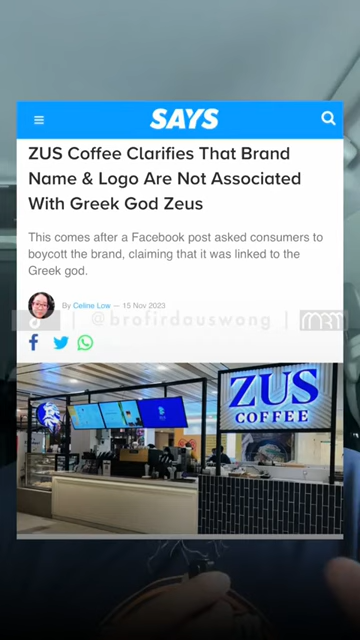 SAYS
ZUS Coffee Clarifies That Brand
Name & Logo Are Not Associated
With Greek God Zeus
This comes after a Facebook post asked consumers to
boycott the brand, claiming that it was linked to the
Greek god.
By Celine Low — 15 Nov 2023
| @brofirdauswong |
ZUS
COFFEE